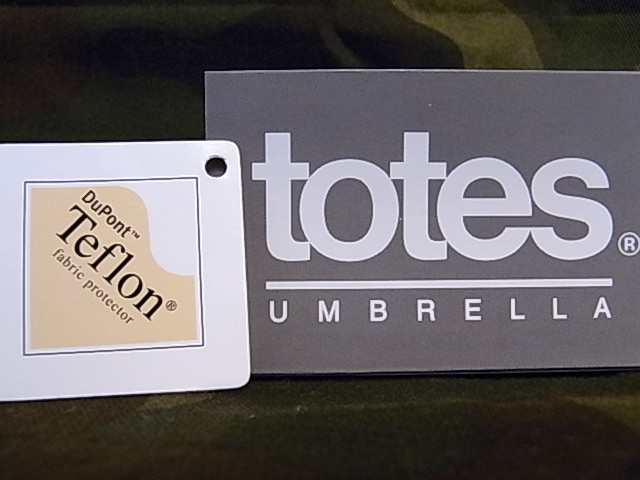 DuPont™
Teflon®
fabric protector
totes®
UMBRELLA